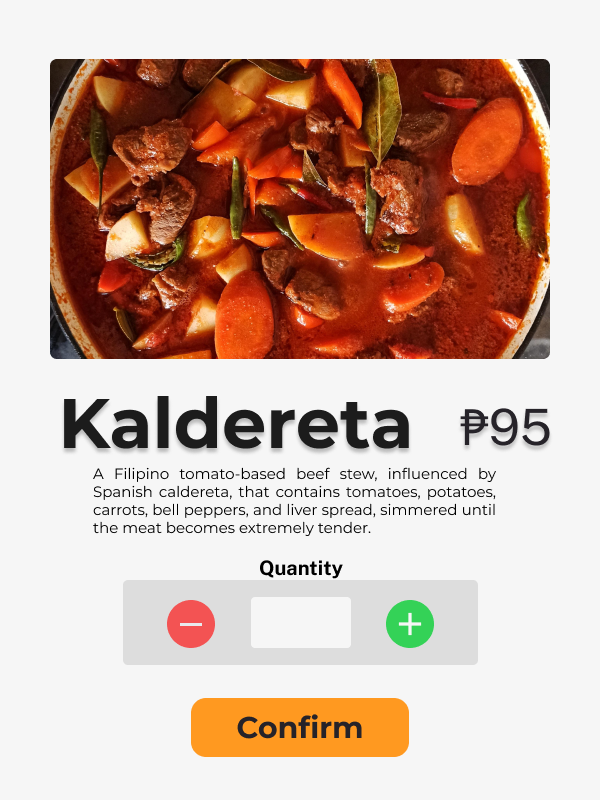 Kaldereta ₱95
A Filipino tomato-based beef stew, influenced by
Spanish caldereta, that contains tomatoes, potatoes,
carrots, bell peppers, and liver spread, simmered until
the meat becomes extremely tender.
Quantity
Confirm